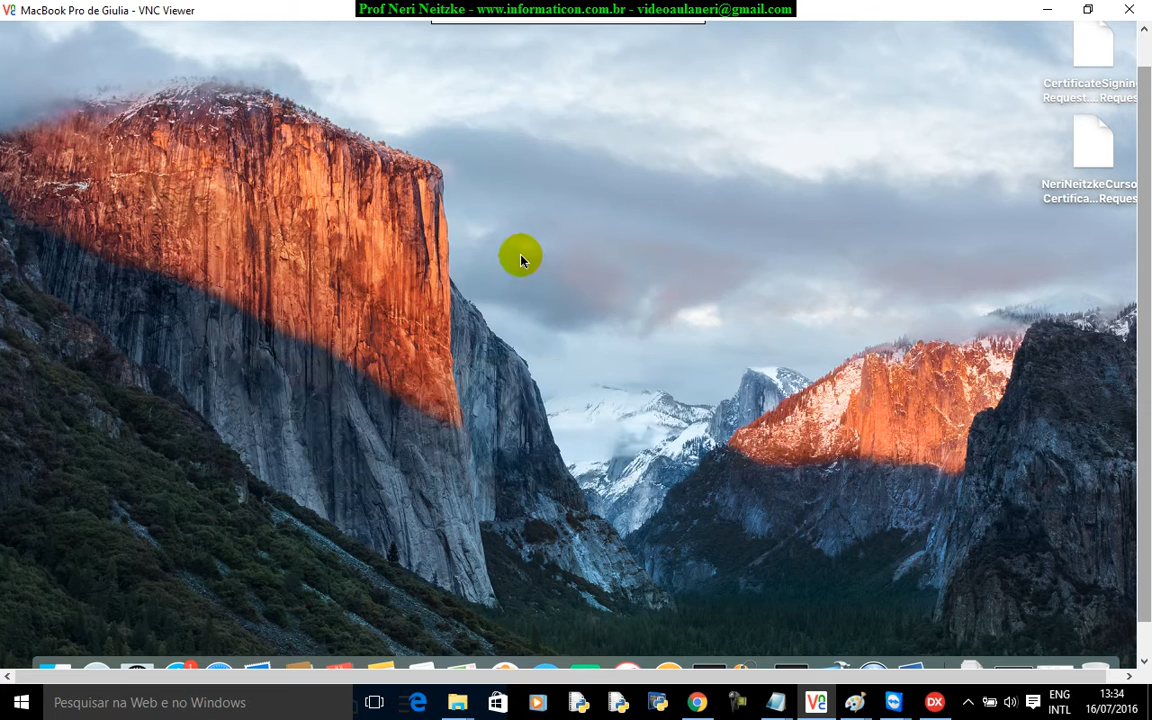 MacBook Pro de Giulia - VNC Viewer
Prof Neri Neitzke - www.informaticon.com.br - videoaulaneri@gmail.com
CertificateSignin
Request....Reques
NeriNeitzkeCurso
Certifica...Reques
Pesquisar na Web e no Windows
ENG
INTL
13:34
16/07/2016